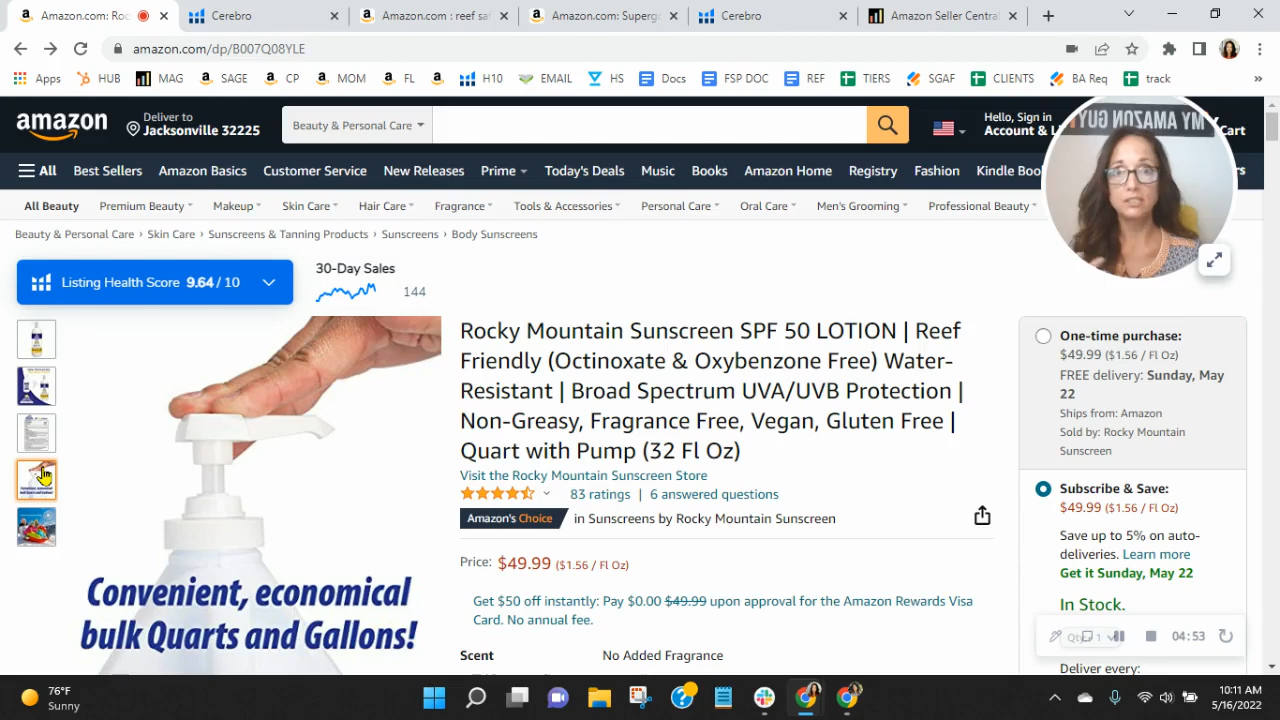 Amazon.com: Roc
Cerebro
Amazon.com : reef saf
Amazon.com: Superg
Cerebro
Amazon Seller Centra
amazon.com/dp/B007Q08YLE
Apps
HUB
MAG
SAGE
CP
MOM
FL
H10
EMAIL
HS
Docs
FSP DOC
REF
TIERS
SGAF
CLIENTS
BA Req
track
amazon
Deliver to
Jacksonville 32225
Beauty & Personal Care
Hello, Sign in
Account & L
Cart
MY AMAZON GUY
All
Best Sellers
Amazon Basics
Customer Service
New Releases
Prime
Today's Deals
Music
Books
Amazon Home
Registry
Fashion
Kindle Boo
rs
All Beauty
Premium Beauty
Makeup
Skin Care
Hair Care
Fragrance
Tools & Accessories
Personal Care
Oral Care
Men's Grooming
Professional Beauty
Beauty & Personal Care › Skin Care › Sunscreens & Tanning Products › Sunscreens › Body Sunscreens
Listing Health Score 9.64 / 10
30-Day Sales
144
Convenient, economical
bulk Quarts and Gallons!
Rocky Mountain Sunscreen SPF 50 LOTION | Reef
Friendly (Octinoxate & Oxybenzone Free) Water-
Resistant | Broad Spectrum UVA/UVB Protection |
Non-Greasy, Fragrance Free, Vegan, Gluten Free |
Quart with Pump (32 Fl Oz)
Visit the Rocky Mountain Sunscreen Store
83 ratings | 6 answered questions
Amazon's Choice in Sunscreens by Rocky Mountain Sunscreen
Price: $49.99 ($1.56 / Fl Oz)
Get $50 off instantly: Pay $0.00 $49.99 upon approval for the Amazon Rewards Visa
Card. No annual fee.
Scent No Added Fragrance
One-time purchase:
$49.99 ($1.56 / Fl Oz)
FREE delivery: Sunday, May
22
Ships from: Amazon
Sold by: Rocky Mountain
Sunscreen
Subscribe & Save:
$49.99 ($1.56 / Fl Oz)
Save up to 5% on auto-
deliveries. Learn more
Get it Sunday, May 22
In Stock.
Qty: 1
04:53
Deliver every:
76°F
Sunny
10:11 AM
5/16/2022